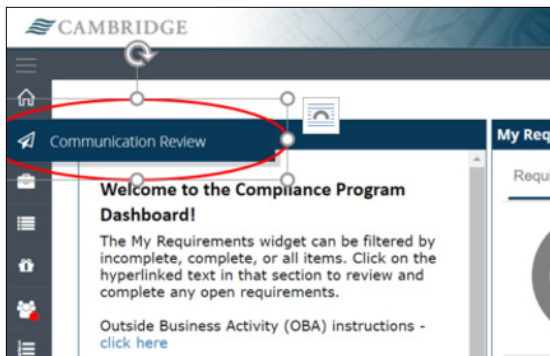 CAMBRIDGE
Communication Review
My Req
Requi
Welcome to the Compliance Program
Dashboard!
The My Requirements widget can be filtered by
incomplete, complete, or all items. Click on the
hyperlinked text in that section to review and
complete any open requirements.
Outside Business Activity (OBA) instructions -
click here